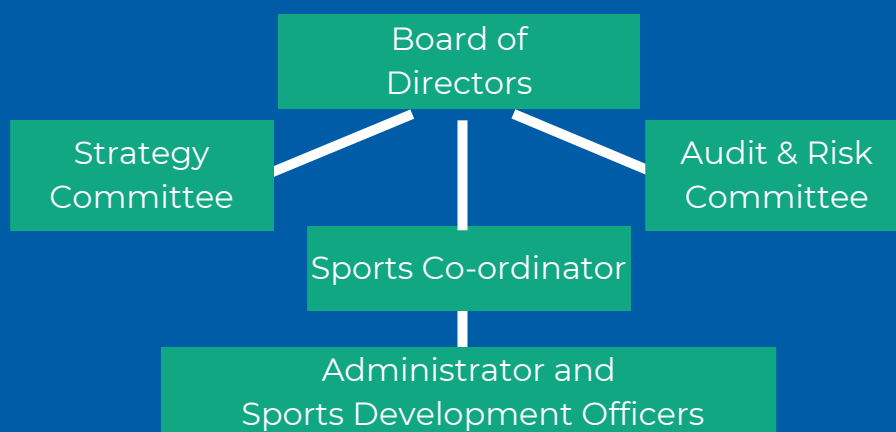 Board of
Directors
Strategy
Committee
Audit & Risk
Committee
Sports Co-ordinator
Administrator and
Sports Development Officers